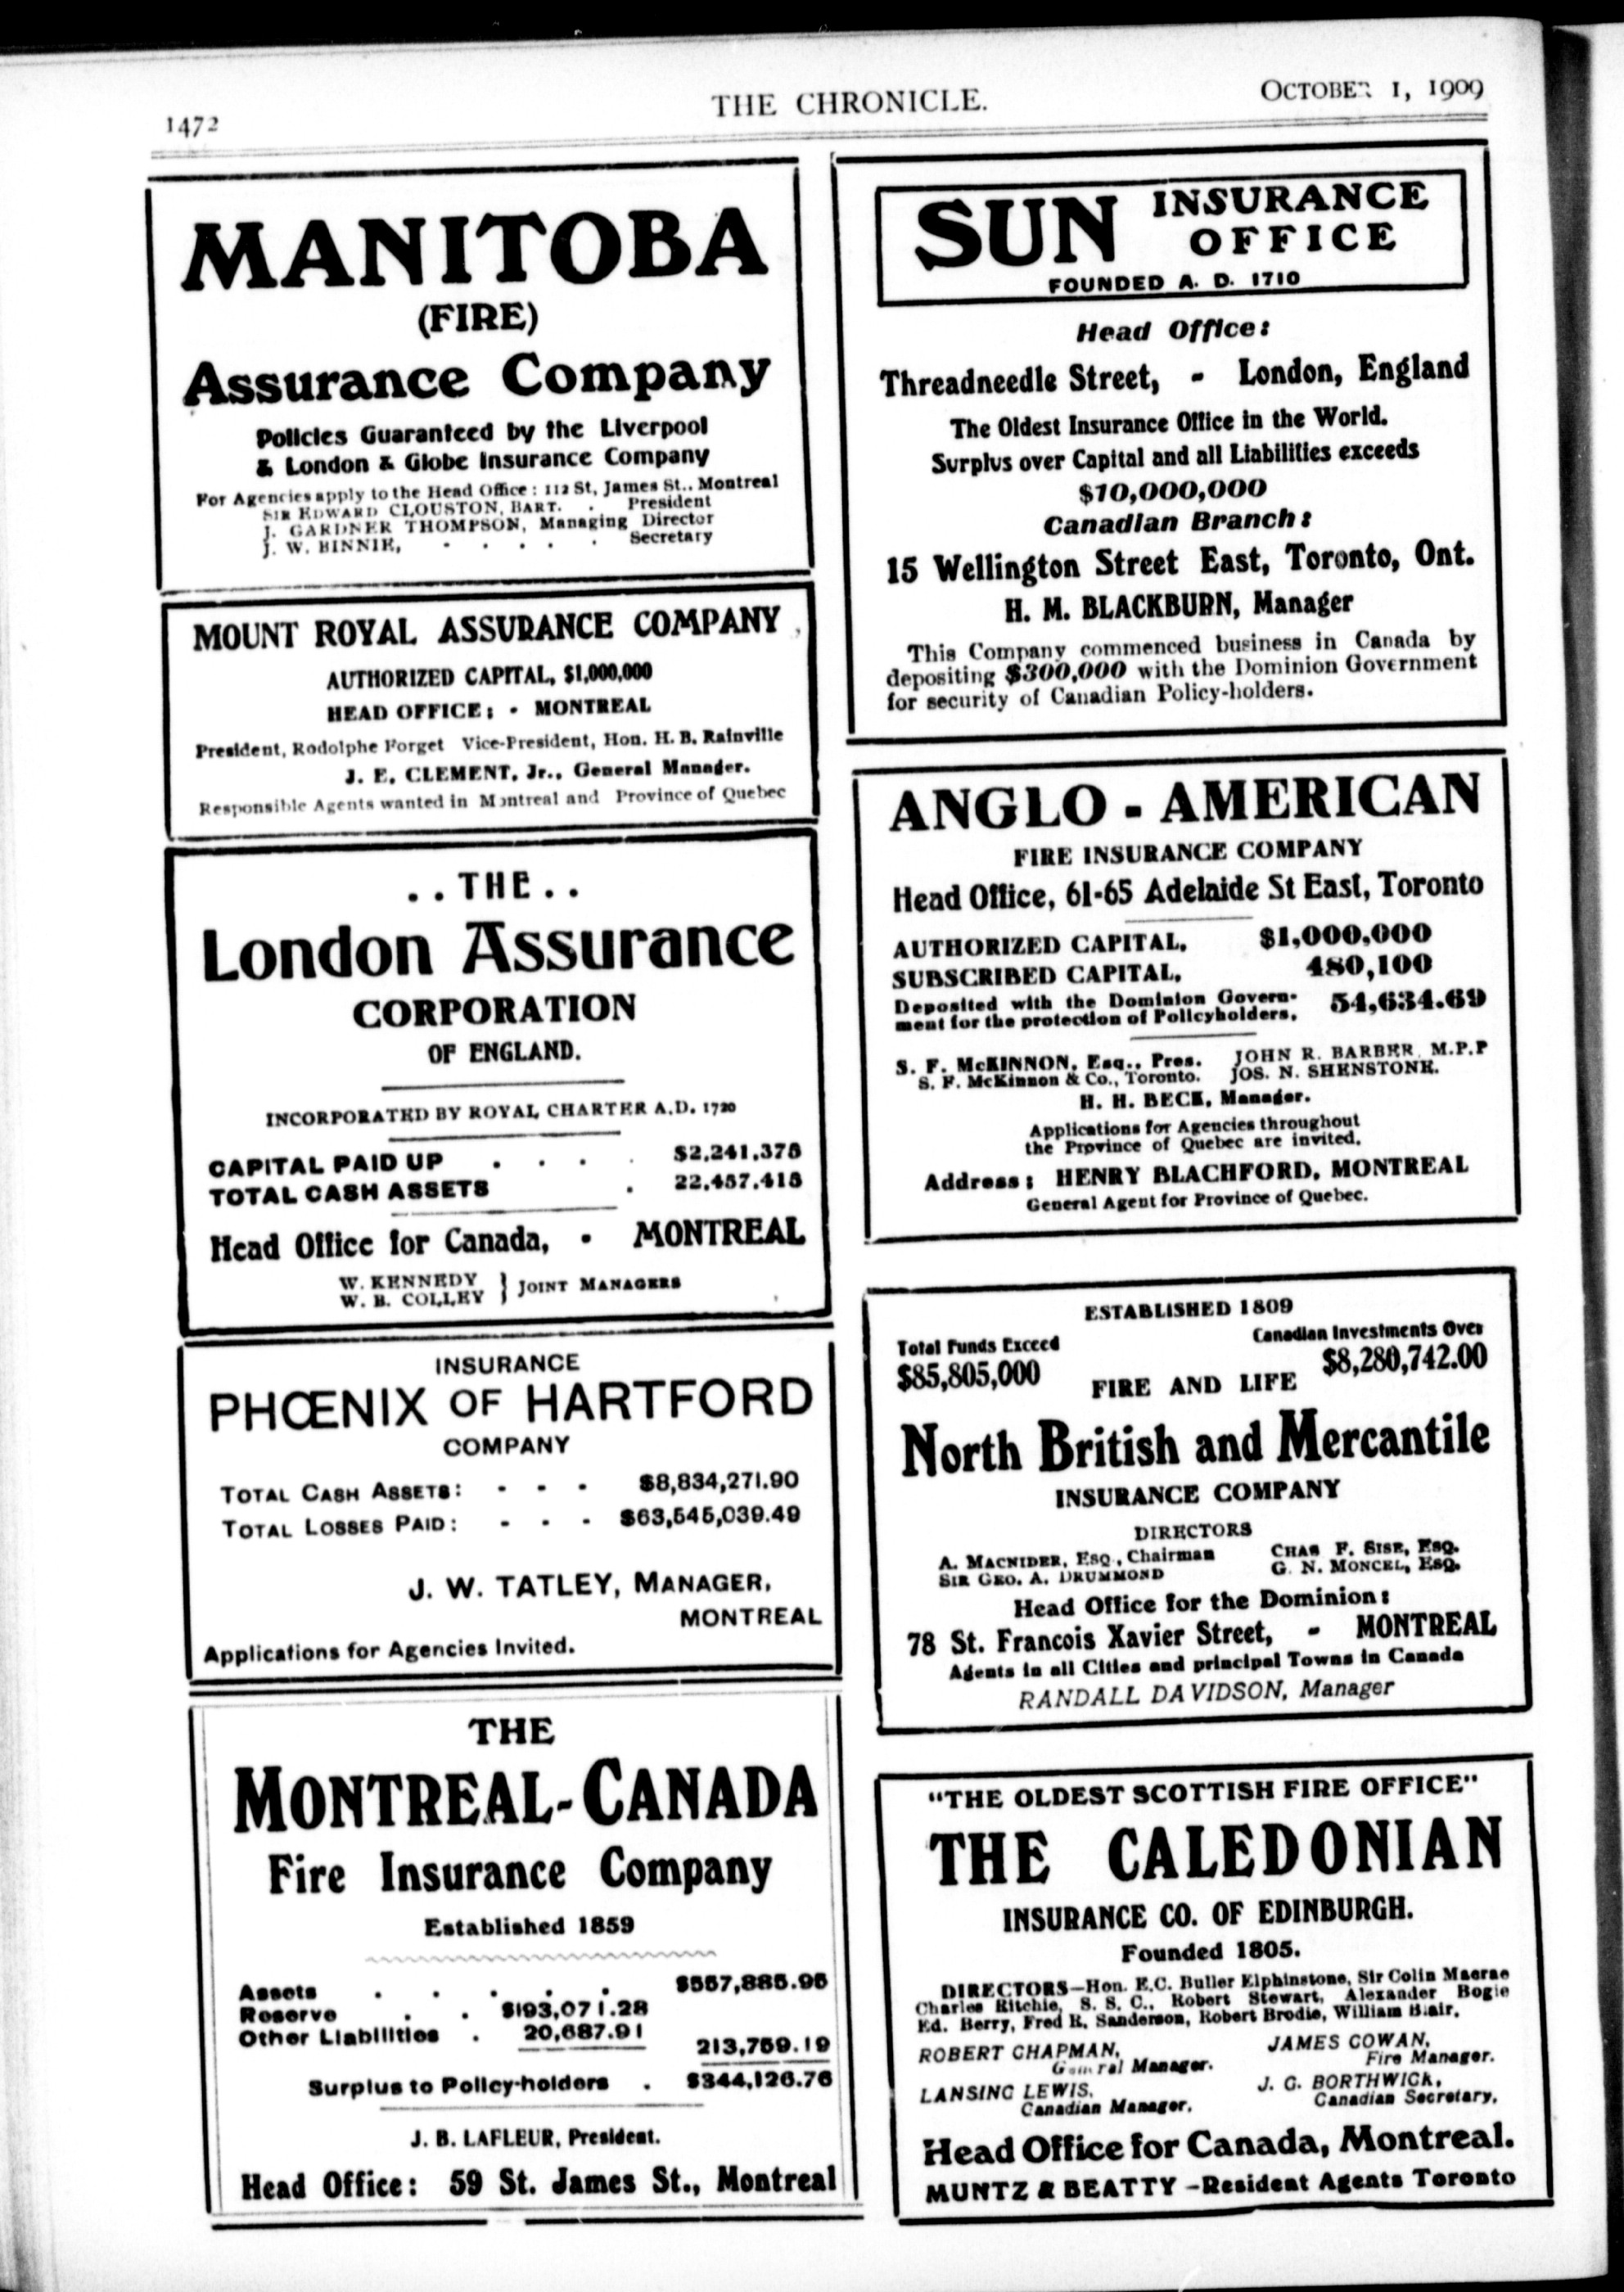 1472
THE CHRONICLE.
OCTOBER 1, 1909
MANITOBA
(FIRE)
Assurance Company
Policies Guaranteed by the Liverpool
& London & Globe Insurance Company
For Agencies apply to the Head Office: 112 St, James St.. Montreal
SIR EDWARD CLOUSTON, BART. . President
J. GARDNER THOMPSON, Managing Director
J. W. BINNIE, - . . . . Secretary
MOUNT ROYAL ASSURANCE COMPANY
AUTHORIZED CAPITAL, $1,000,000
HEAD OFFICE; - MONTREAL
President, Rodolphe Forget Vice-President, Hon. H. B. Rainville
J. E. CLEMENT, Jr., General Manager.
Responsible Agents wanted in Montreal and Province of Quebec
. . THE . .
London Assurance
CORPORATION
OF ENGLAND.
INCORPORATED BY ROYAL CHARTER A.D. 1720
CAPITAL PAID UP . . . . $2,241,375
TOTAL CASH ASSETS . 22,457,415
Head Office for Canada, - MONTREAL
W. KENNEDY
W. B. COLLEY } JOINT MANAGERS
INSURANCE
PHŒNIX OF HARTFORD
COMPANY
TOTAL CASH ASSETS: - - - $8,834,271.90
TOTAL LOSSES PAID: - - - $63,545,039.49
J. W. TATLEY, MANAGER,
MONTREAL
Applications for Agencies Invited.
THE
MONTREAL-CANADA
Fire Insurance Company
Established 1859
Assets . . . . . $557,885.95
Reserve . . $193,071.28
Other Liabilities . 20,687.91
213,759.19
Surplus to Policy-holders . $344,126.76
J. B. LAFLEUR, President.
Head Office: 59 St. James St., Montreal
SUN INSURANCE
OFFICE
FOUNDED A. D. 1710
Head Office:
Threadneedle Street, - London, England
The Oldest Insurance Office in the World.
Surplus over Capital and all Liabilities exceeds
$10,000,000
Canadian Branch:
15 Wellington Street East, Toronto, Ont.
H. M. BLACKBURN, Manager
This Company commenced business in Canada by
depositing $300,000 with the Dominion Government
for security of Canadian Policy-holders.
ANGLO - AMERICAN
FIRE INSURANCE COMPANY
Head Office, 61-65 Adelaide St East, Toronto
AUTHORIZED CAPITAL, $1,000,000
SUBSCRIBED CAPITAL, 480,100
Deposited with the Dominion Govern-
ment for the protection of Policyholders, 54,634.69
S. F. McKINNON, Esq., Pres. JOHN R. BARBER, M.P.P
S. F. McKinnon & Co., Toronto. JOS. N. SHENSTONE.
H. H. BECK, Manager.
Applications for Agencies throughout
the Province of Quebec are invited.
Address: HENRY BLACHFORD, MONTREAL
General Agent for Province of Quebec.
ESTABLISHED 1809
Total Funds Exceed Canadian Investments Over
$85,805,000 $8,280,742.00
FIRE AND LIFE
North British and Mercantile
INSURANCE COMPANY
DIRECTORS
A. MACNIDER, ESQ., Chairman CHAS F. SISE, ESQ.
SIR GEO. A. DRUMMOND G. N. MONCEL, ESQ.
Head Office for the Dominion:
78 St. Francois Xavier Street, - MONTREAL
Agents in all Cities and principal Towns in Canada
RANDALL DAVIDSON, Manager
"THE OLDEST SCOTTISH FIRE OFFICE"
THE CALEDONIAN
INSURANCE CO. OF EDINBURGH.
Founded 1805.
DIRECTORS—Hon. E.C. Buller Elphinstone, Sir Colin Macrae
Charles Ritchie, S. S. C., Robert Stewart, Alexander Bogie
Ed. Berry, Fred R. Sanderson, Robert Brodie, William Blair.
ROBERT CHAPMAN, JAMES COWAN,
General Manager. Fire Manager.
LANSING LEWIS, J. G. BORTHWICK,
Canadian Manager, Canadian Secretary,
Head Office for Canada, Montreal.
MUNTZ & BEATTY -Resident Agents Toronto